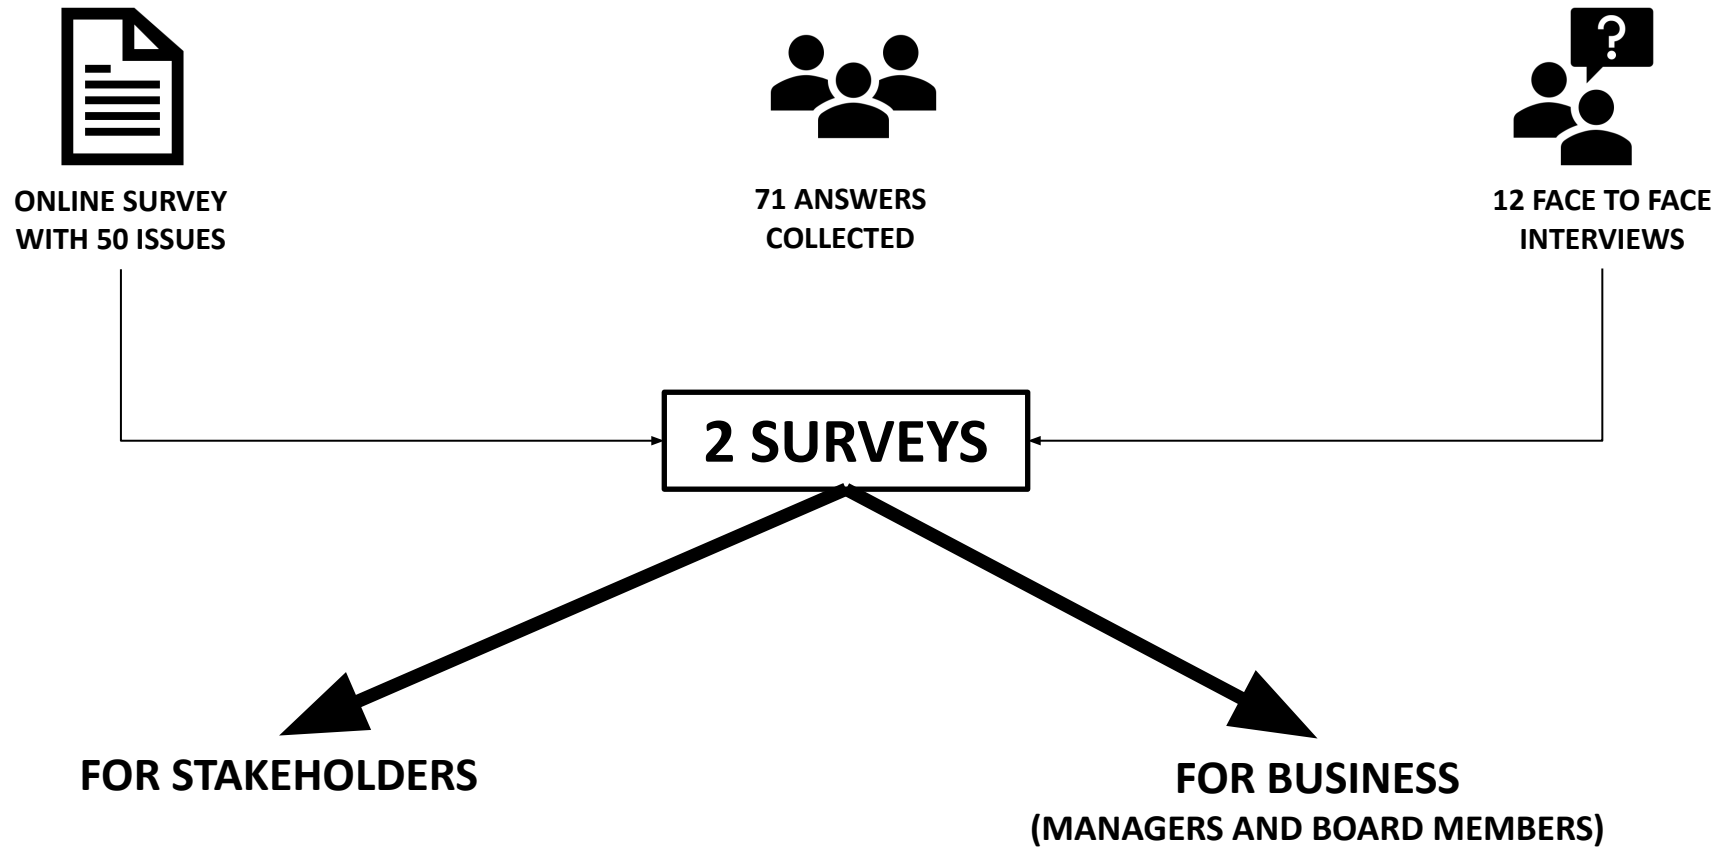 ?
ONLINE SURVEY
WITH 50 ISSUES
71 ANSWERS
COLLECTED
12 FACE TO FACE
INTERVIEWS
2 SURVEYS
FOR STAKEHOLDERS
FOR BUSINESS
(MANAGERS AND BOARD MEMBERS)